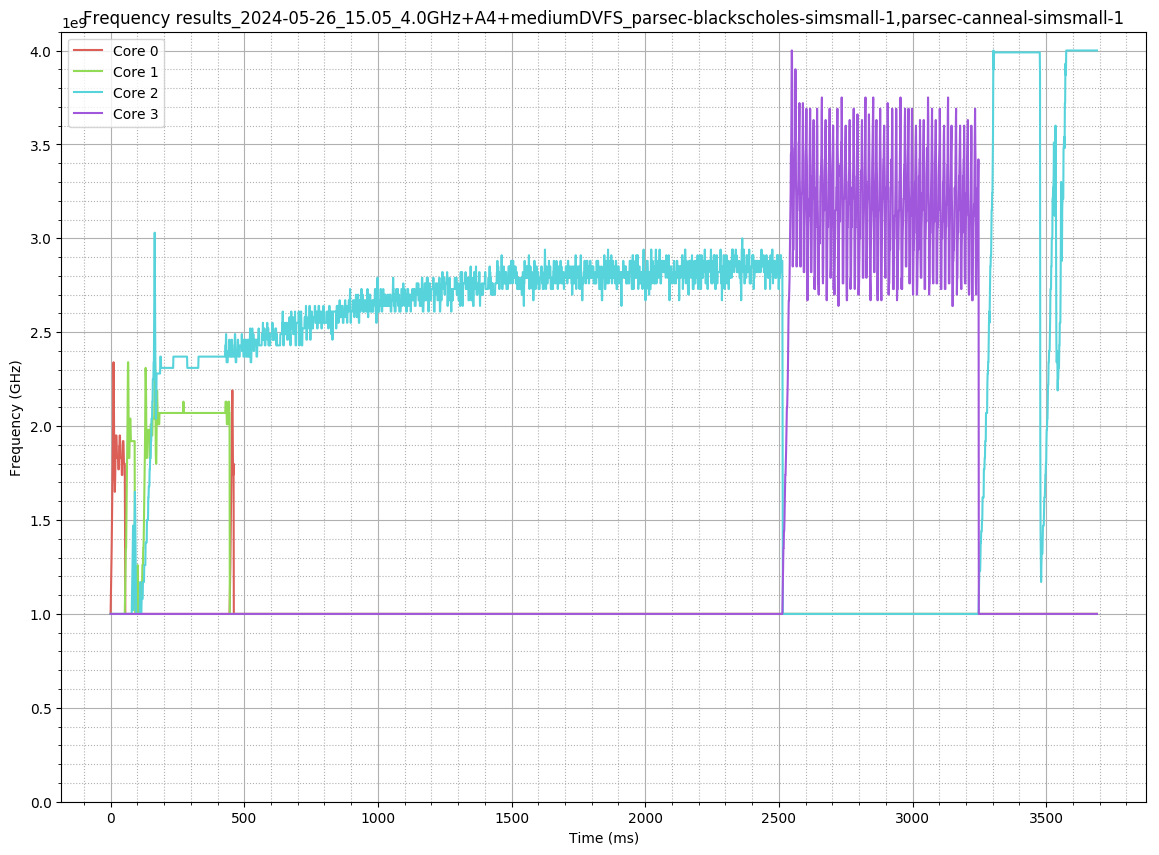 Frequency results_2024-05-26_15.05_4.0GHz+A4+mediumDVFS_parsec-blackscholes-simsmall-1,parsec-canneal-simsmall-1
1e9
Core 0
Core 1
Core 2
Core 3
4.0
3.5
3.0
2.5
2.0
1.5
1.0
0.5
0.0
Frequency (GHz)
0 500 1000 1500 2000 2500 3000 3500
Time (ms)